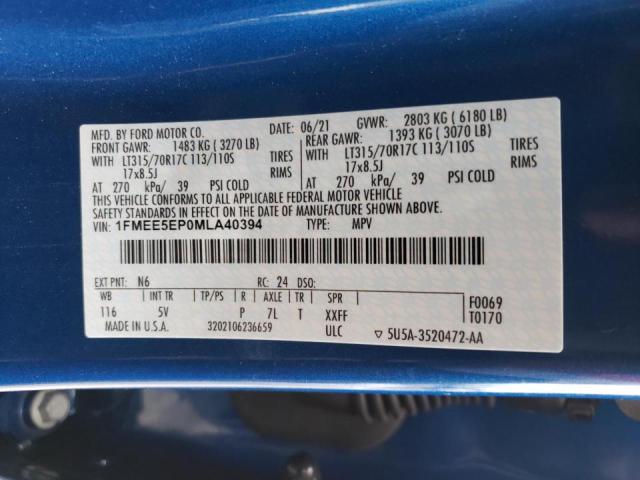 MFD. BY FORD MOTOR CO. DATE: 06/21 GVWR: 2803 KG ( 6180 LB)
FRONT GAWR: 1483 KG ( 3270 LB) REAR GAWR: 1393 KG ( 3070 LB)
WITH LT315/70R17C 113/110S TIRES WITH LT315/70R17C 113/110S TIRES
17x8.5J RIMS 17x8.5J RIMS
AT 270 kPa/ 39 PSI COLD AT 270 kPa/ 39 PSI COLD
THIS VEHICLE CONFORMS TO ALL APPLICABLE FEDERAL MOTOR VEHICLE
SAFETY STANDARDS IN EFFECT ON THE DATE OF MANUFACTURE SHOWN ABOVE.
VIN: 1FMEE5EP0MLA40394 TYPE: MPV
EXT PNT: N6 RC: 24 DSO: F0069
WB INT TR TP/PS R AXLE TR SPR T0170
116 5V P 7L T XXFF
MADE IN U.S.A. 3202106236659 ULC ▽ 5U5A-3520472-AA